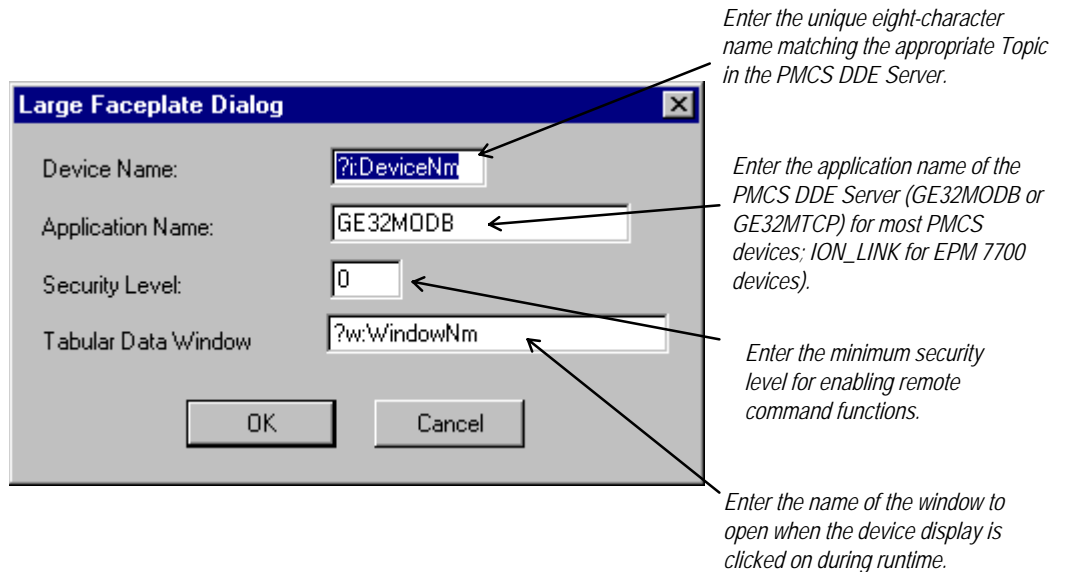 Enter the unique eight-character
name matching the appropriate Topic
in the PMCS DDE Server.
Large Faceplate Dialog
Device Name:
?i:DeviceNm
Application Name:
GE32MODB
Security Level:
0
Tabular Data Window
?w:WindowNm
OK
Cancel
Enter the application name of the
PMCS DDE Server (GE32MODB or
GE32MTCP) for most PMCS
devices; ION_LINK for EPM 7700
devices).
Enter the minimum security
level for enabling remote
command functions.
Enter the name of the window to
open when the device display is
clicked on during runtime.